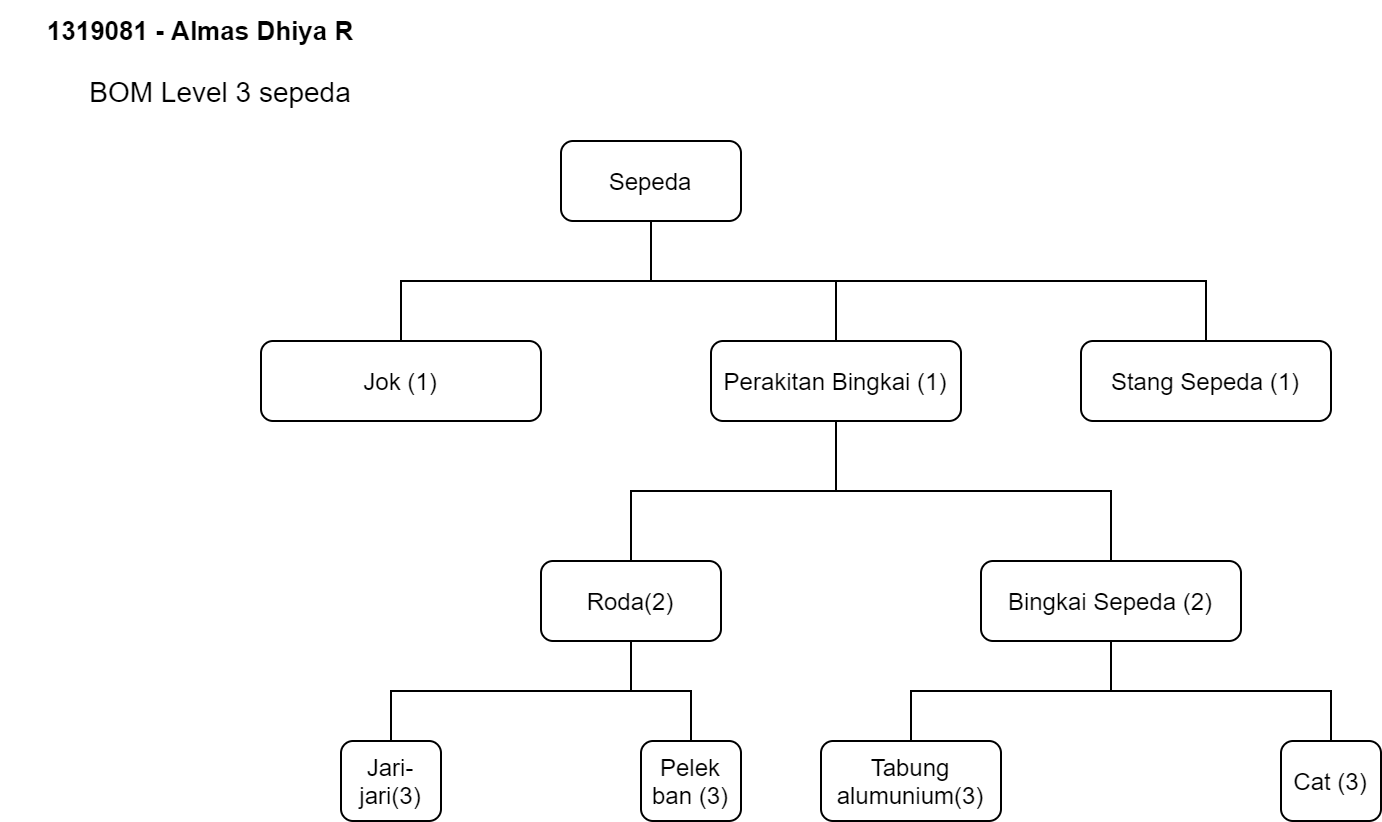 1319081 - Almas Dhiya R
BOM Level 3 sepeda
Sepeda
Jok (1)
Perakitan Bingkai (1)
Stang Sepeda (1)
Roda(2)
Bingkai Sepeda (2)
Jari-
jari(3)
Pelek
ban (3)
Tabung
alumunium(3)
Cat (3)